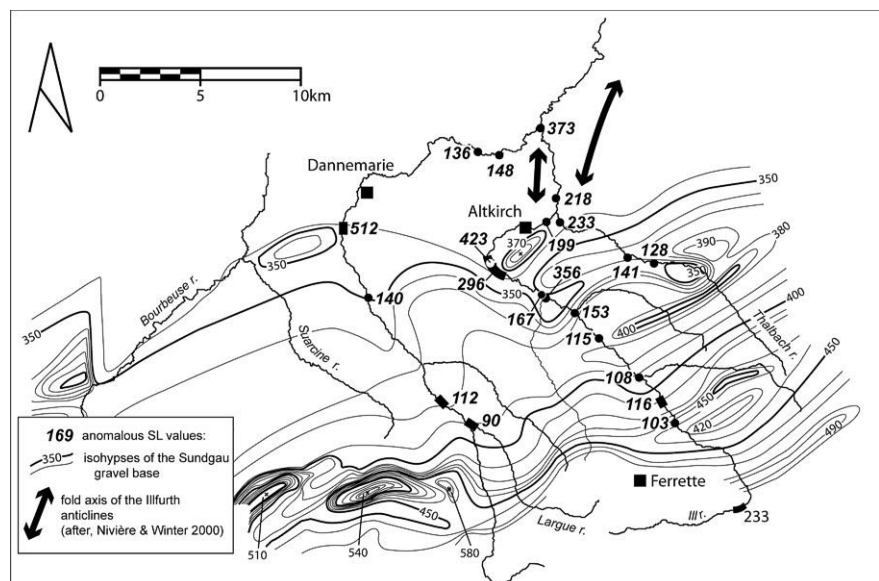 0 5 10km
373
136
148
Dannemarie
218
350
Altkirch
233
512
199
380
423
370
390
128
350
141
350
296
356
Bourbeuse r.
350
140
167
153
400
350
115
400
Suarcine r.
Thalbach r.
108
450
112
116
450
90
103
420
490
169 anomalous SL values:
350 isohypses of the Sundgau
gravel base
fold axis of the Illfurth
anticlines
(after, Nivière & Winter 2000)
Ferrette
450
Largue r.
Ill r.
233
510
540
580